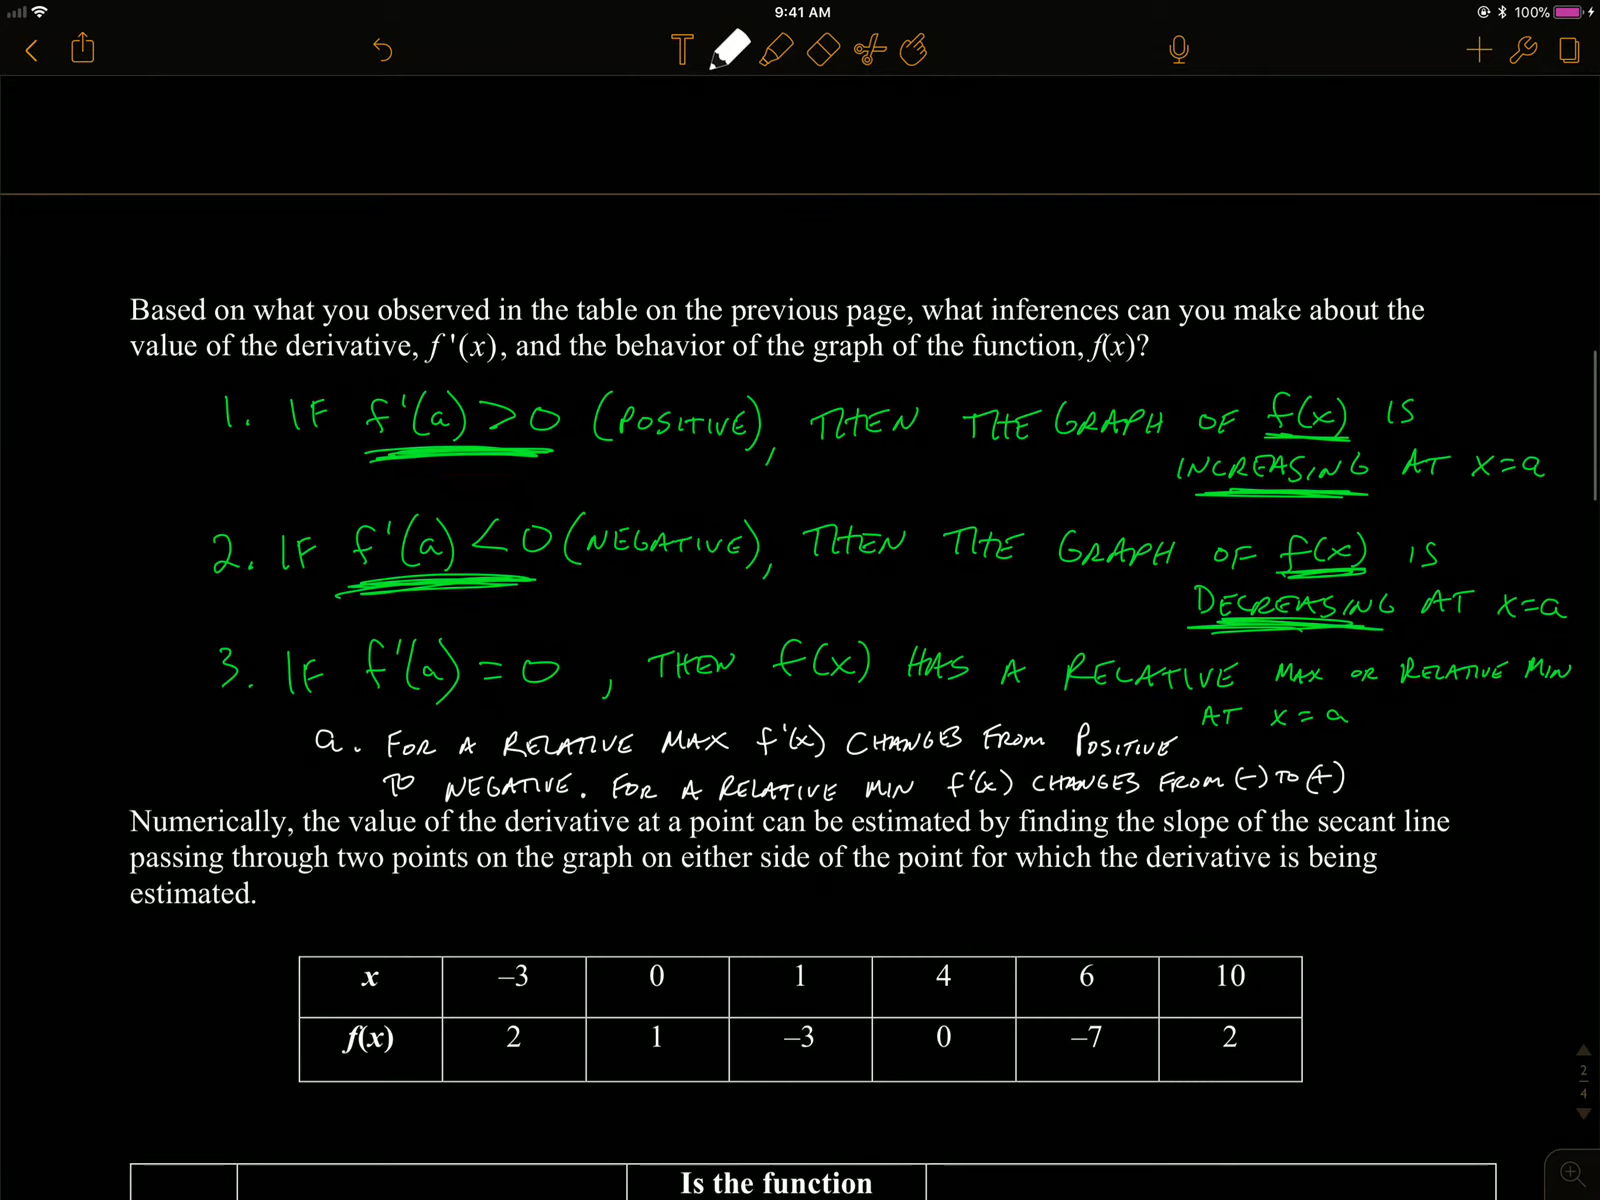 9:41 AM
100%
T
Based on what you observed in the table on the previous page, what inferences can you make about the
value of the derivative, f '(x), and the behavior of the graph of the function, f(x)?
1. IF f'(a) > 0 (POSITIVE), THEN THE GRAPH OF f(x) IS
INCREASING AT x=a
2. IF f'(a) < 0 (NEGATIVE), THEN THE GRAPH OF f(x) IS
DECREASING AT x=a
3. IF f'(a) = 0, THEN f(x) HAS A RELATIVE MAX OR RELATIVE MIN
AT x=a
a. FOR A RELATIVE MAX f'(x) CHANGES FROM POSITIVE
TO NEGATIVE. FOR A RELATIVE MIN f'(x) CHANGES FROM (-) TO (+)
Numerically, the value of the derivative at a point can be estimated by finding the slope of the secant line
passing through two points on the graph on either side of the point for which the derivative is being
estimated.
x –3 0 1 4 6 10
f(x) 2 1 –3 0 –7 2
2
4
Is the function